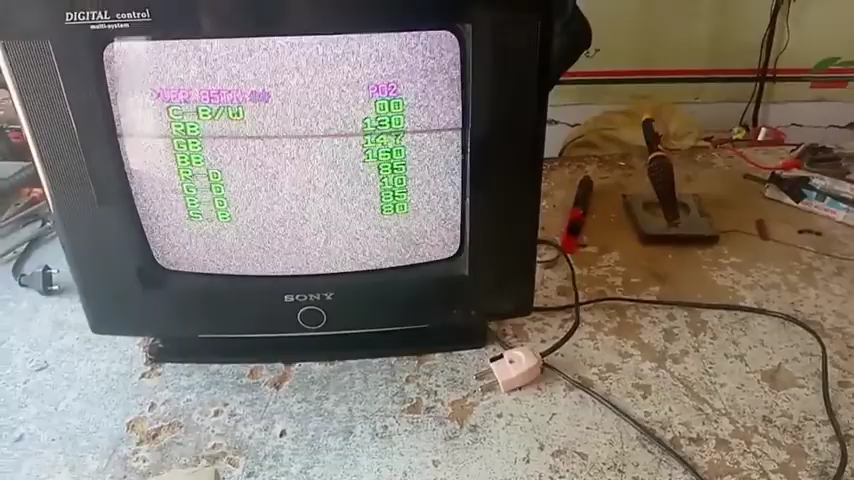 DIGITAL control
multi-system
P02
C-B/W 00
RB 130
GB 147
BB 160
R D 85
G D 10
B D 85
S B 80
SONY